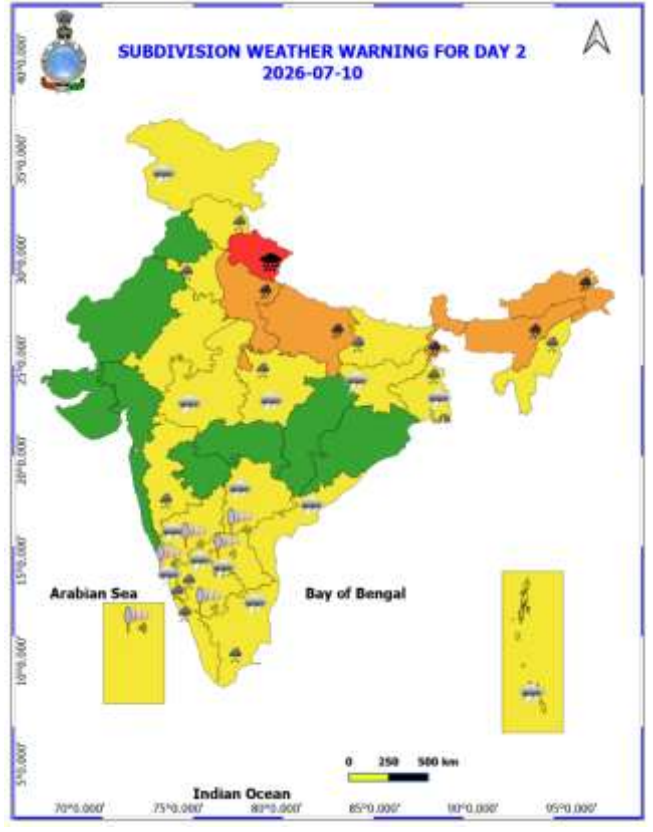 SUBDIVISION WEATHER WARNING FOR DAY 2
2026-07-10
40°0.000'
35°0.000'
30°0.000'
25°0.000'
20°0.000'
15°0.000'
10°0.000'
5°0.000'
Arabian Sea
Bay of Bengal
0 250 500 km
Indian Ocean
70°0.000' 75°0.000' 80°0.000' 85°0.000' 90°0.000' 95°0.000'